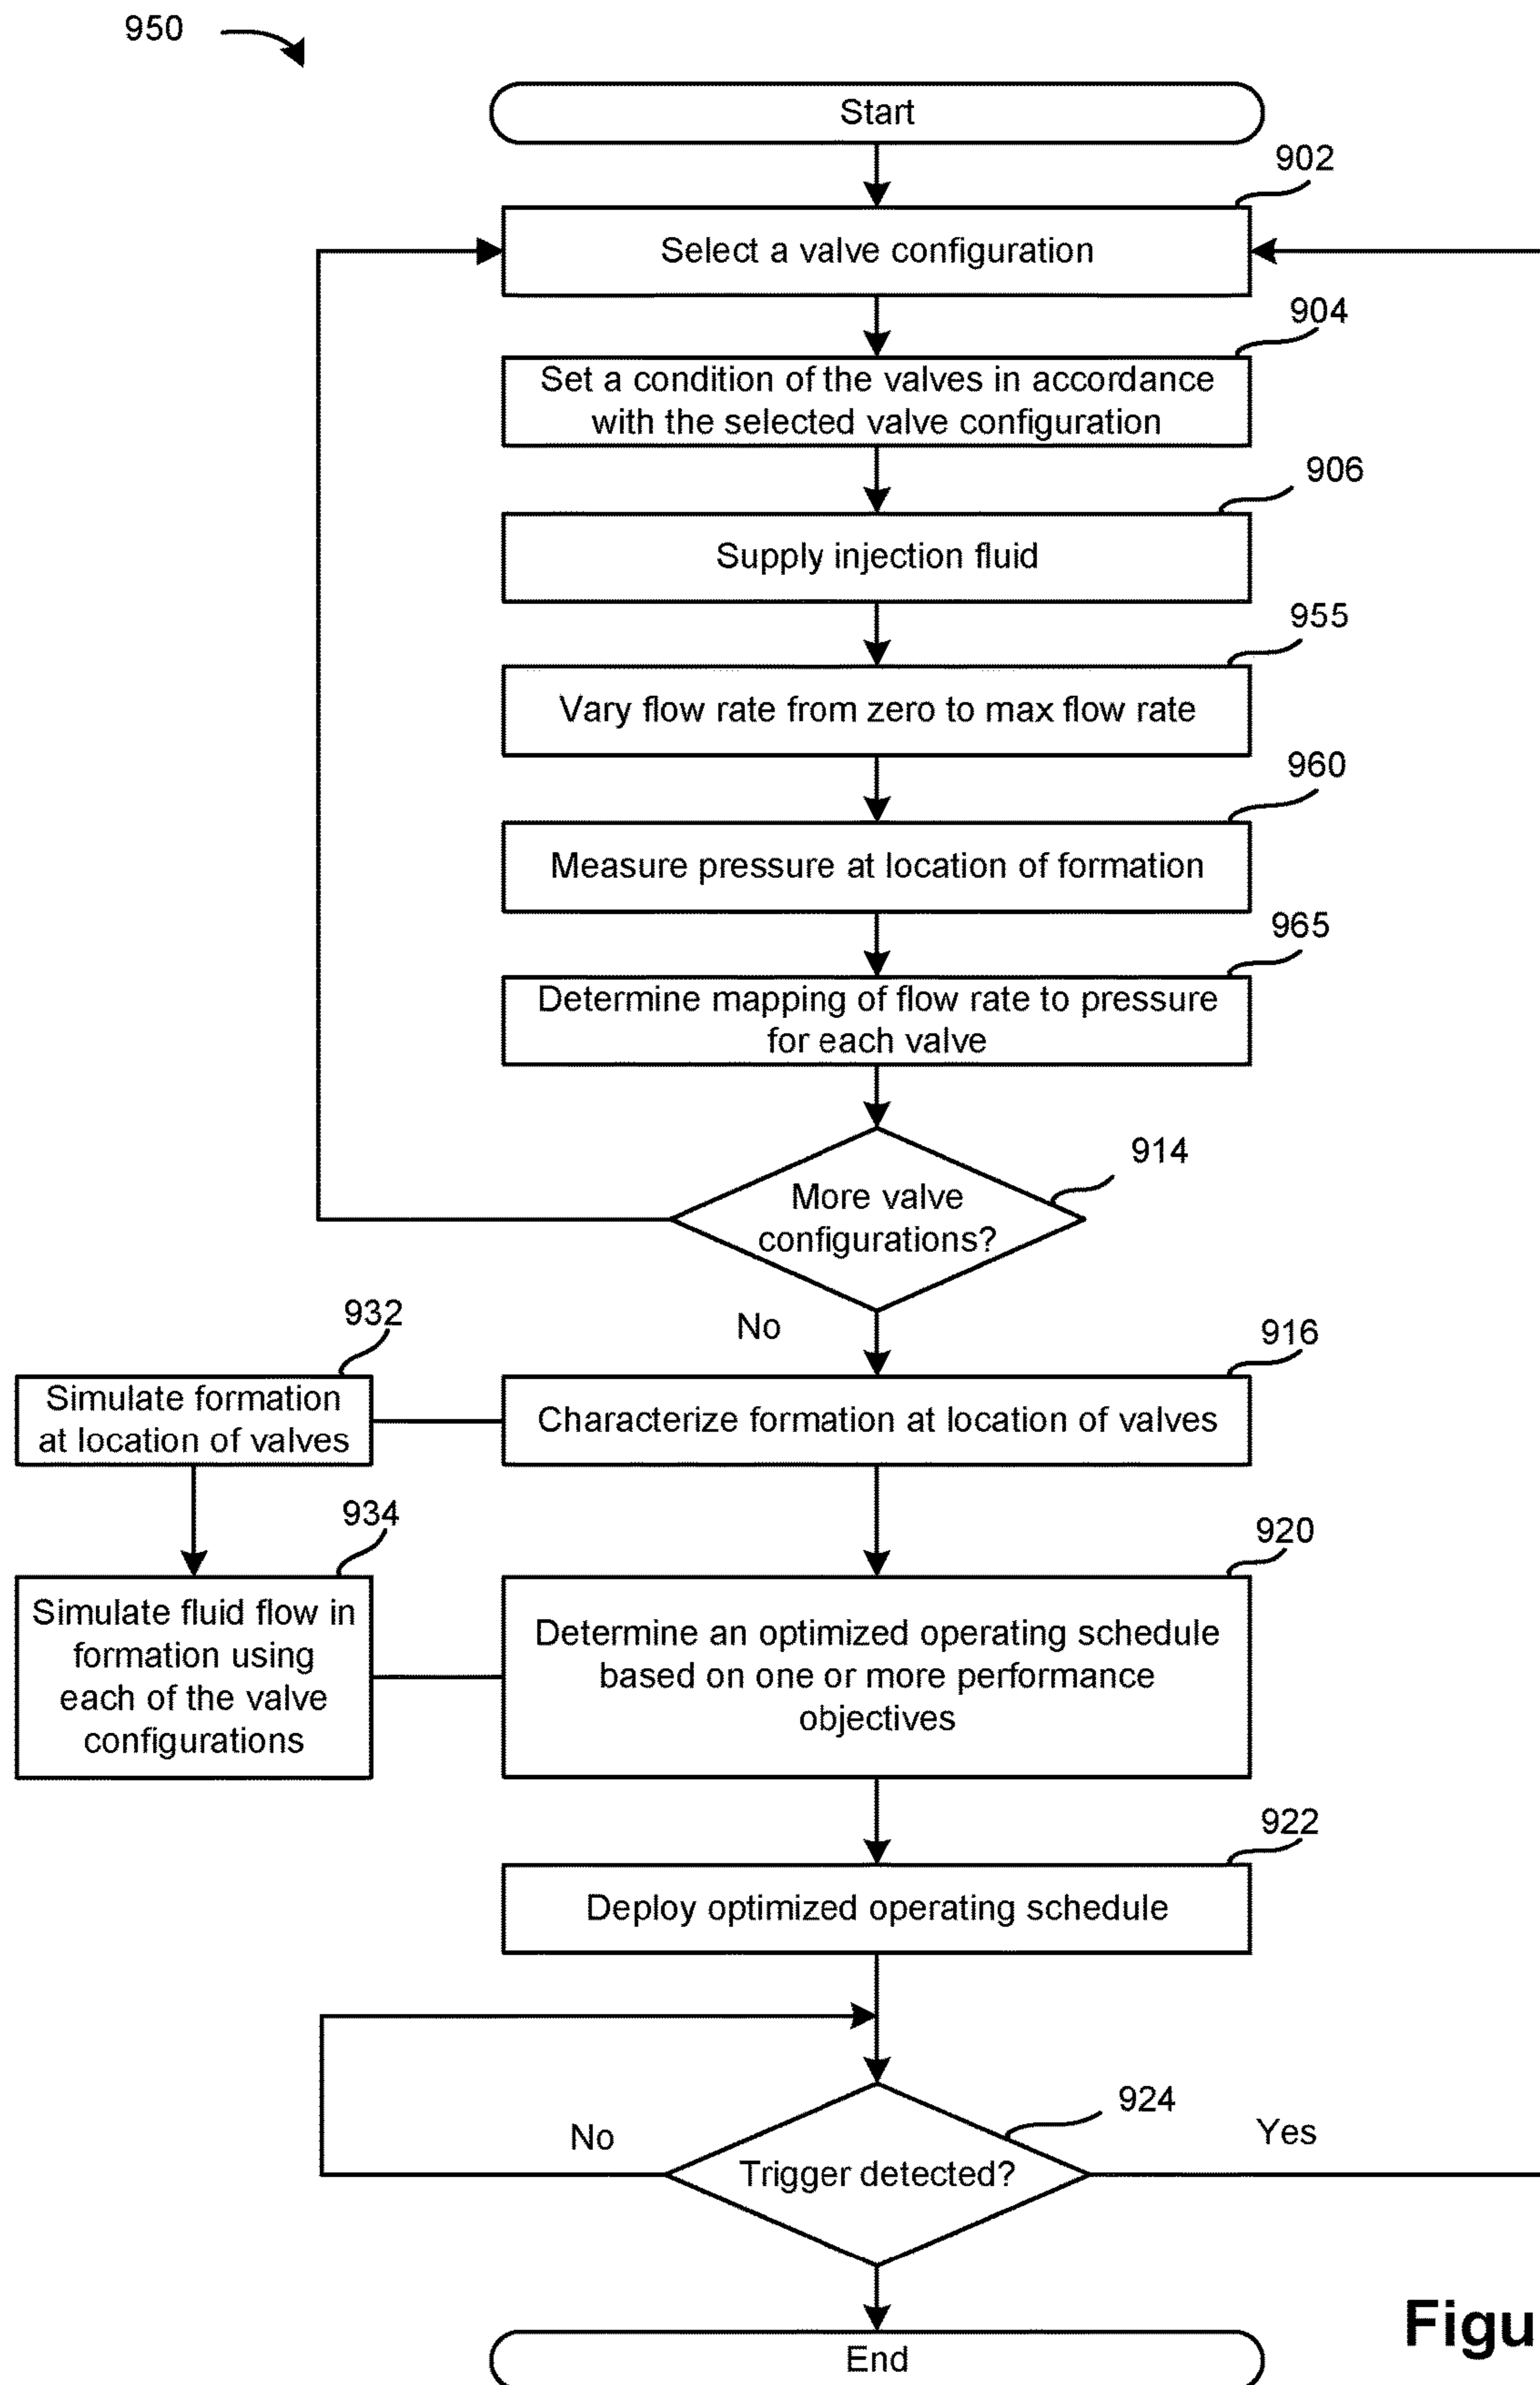 950
Start
902
Select a valve configuration
904
Set a condition of the valves in accordance
with the selected valve configuration
906
Supply injection fluid
955
Vary flow rate from zero to max flow rate
960
Measure pressure at location of formation
965
Determine mapping of flow rate to pressure
for each valve
914
More valve
configurations?
No
932
Simulate formation
at location of valves
916
Characterize formation at location of valves
934
Simulate fluid flow in
formation using
each of the valve
configurations
920
Determine an optimized operating schedule
based on one or more performance
objectives
922
Deploy optimized operating schedule
924
No
Trigger detected?
Yes
End
Figu